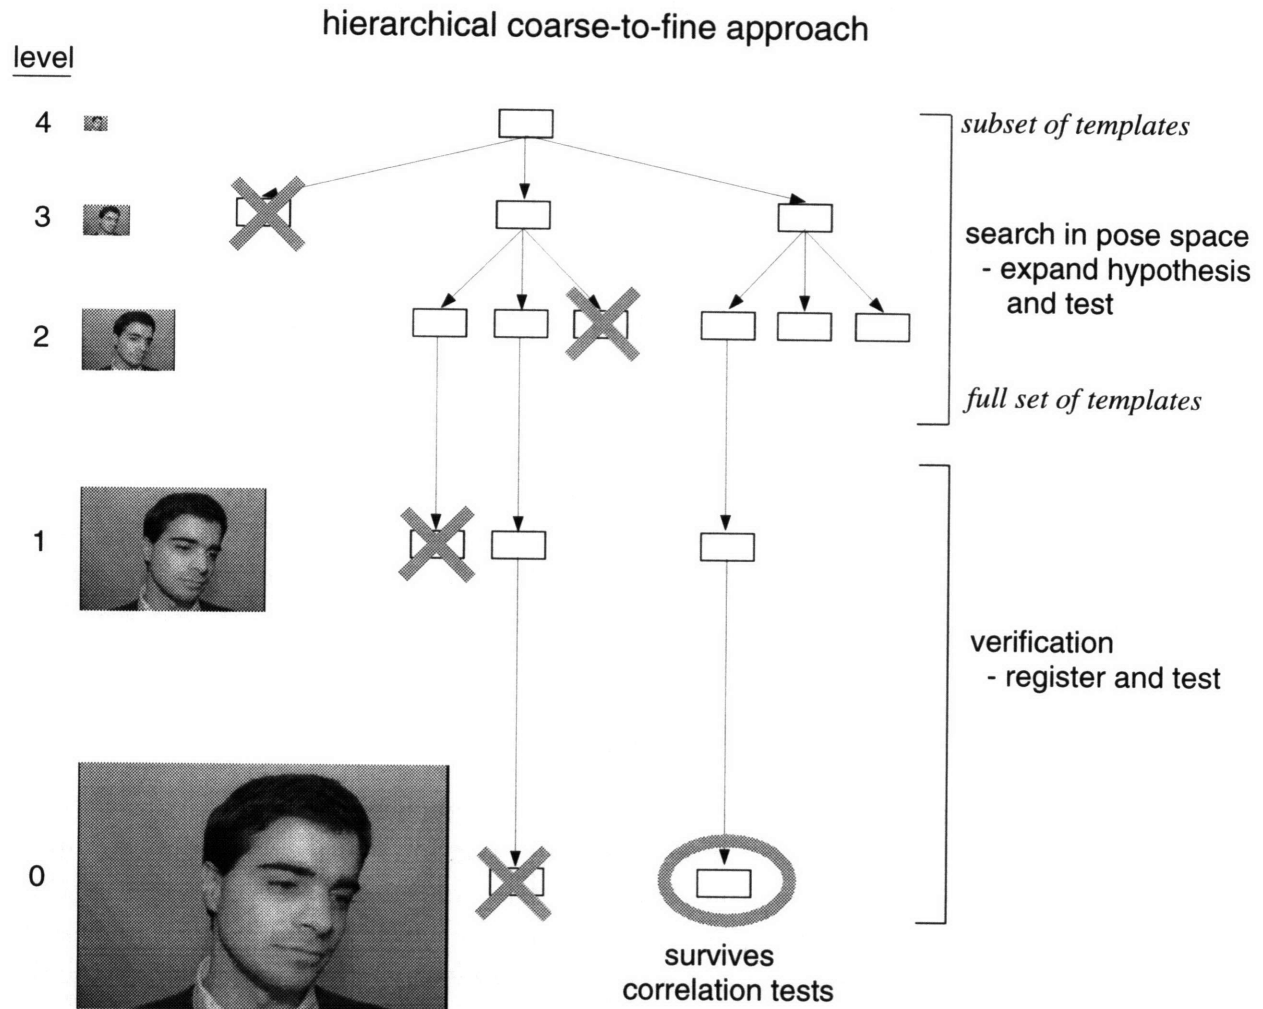 hierarchical coarse-to-fine approach
level
4
subset of templates
3
search in pose space
- expand hypothesis
and test
2
full set of templates
1
verification
- register and test
0
survives
correlation tests